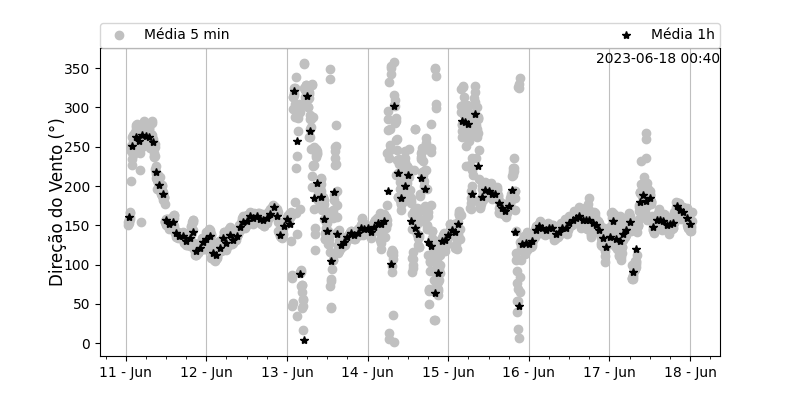 Média 5 min
Média 1h
2023-06-18 00:40
Direção do Vento (°)
350
300
250
200
150
100
50
0
11 - Jun
12 - Jun
13 - Jun
14 - Jun
15 - Jun
16 - Jun
17 - Jun
18 - Jun